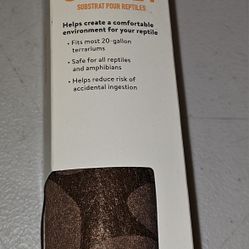 SUBSTRAT POUR REPTILES
Helps create a comfortable
environment for your reptile
• Fits most 20-gallon
terrariums
• Safe for all reptiles
and amphibians
• Helps reduce risk of
accidental ingestion